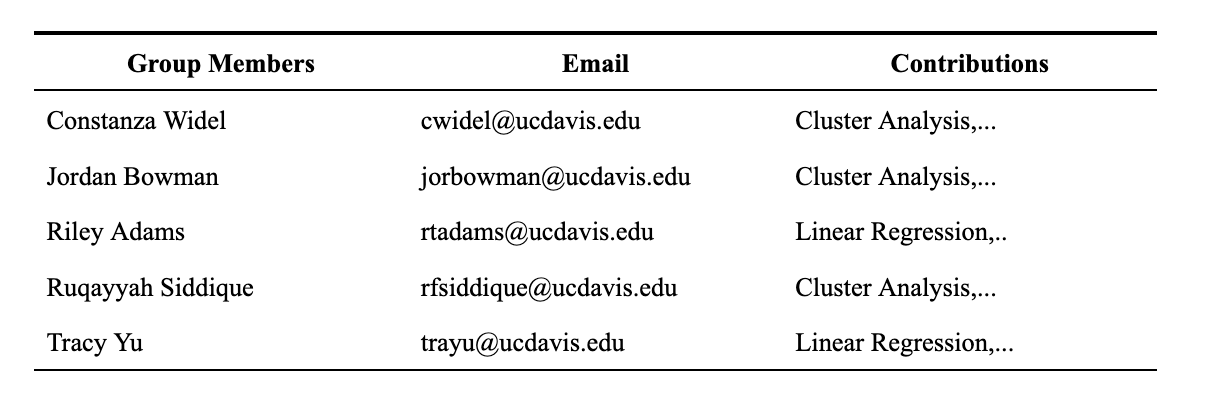 Group Members Email Contributions
Constanza Widel cwidel@ucdavis.edu Cluster Analysis,...
Jordan Bowman jorbowman@ucdavis.edu Cluster Analysis,...
Riley Adams rtadams@ucdavis.edu Linear Regression,..
Ruqayyah Siddique rfsiddique@ucdavis.edu Cluster Analysis,...
Tracy Yu trayu@ucdavis.edu Linear Regression,...